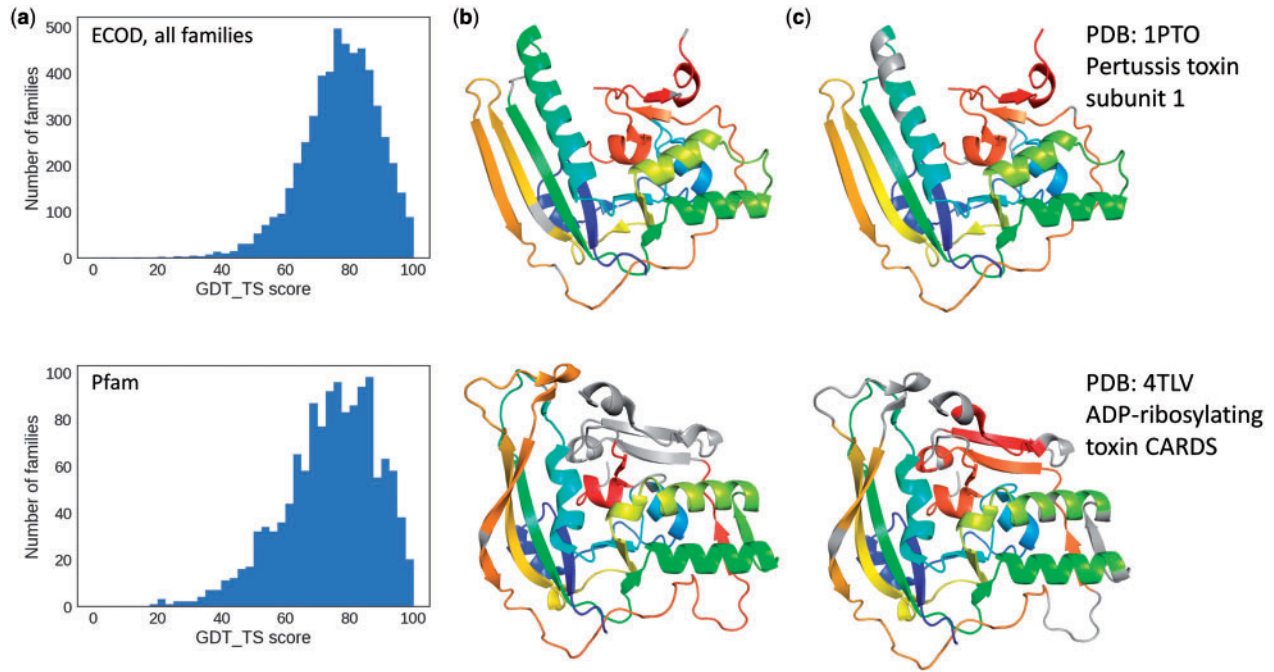 (a)
ECOD, all families
Number of families
500
400
300
200
100
0
0 20 40 60 80 100
GDT_TS score
Pfam
Number of families
100
80
60
40
20
0
0 20 40 60 80 100
GDT_TS score
(b)
(c)
PDB: 1PTO
Pertussis toxin
subunit 1
PDB: 4TLV
ADP-ribosylating
toxin CARDS